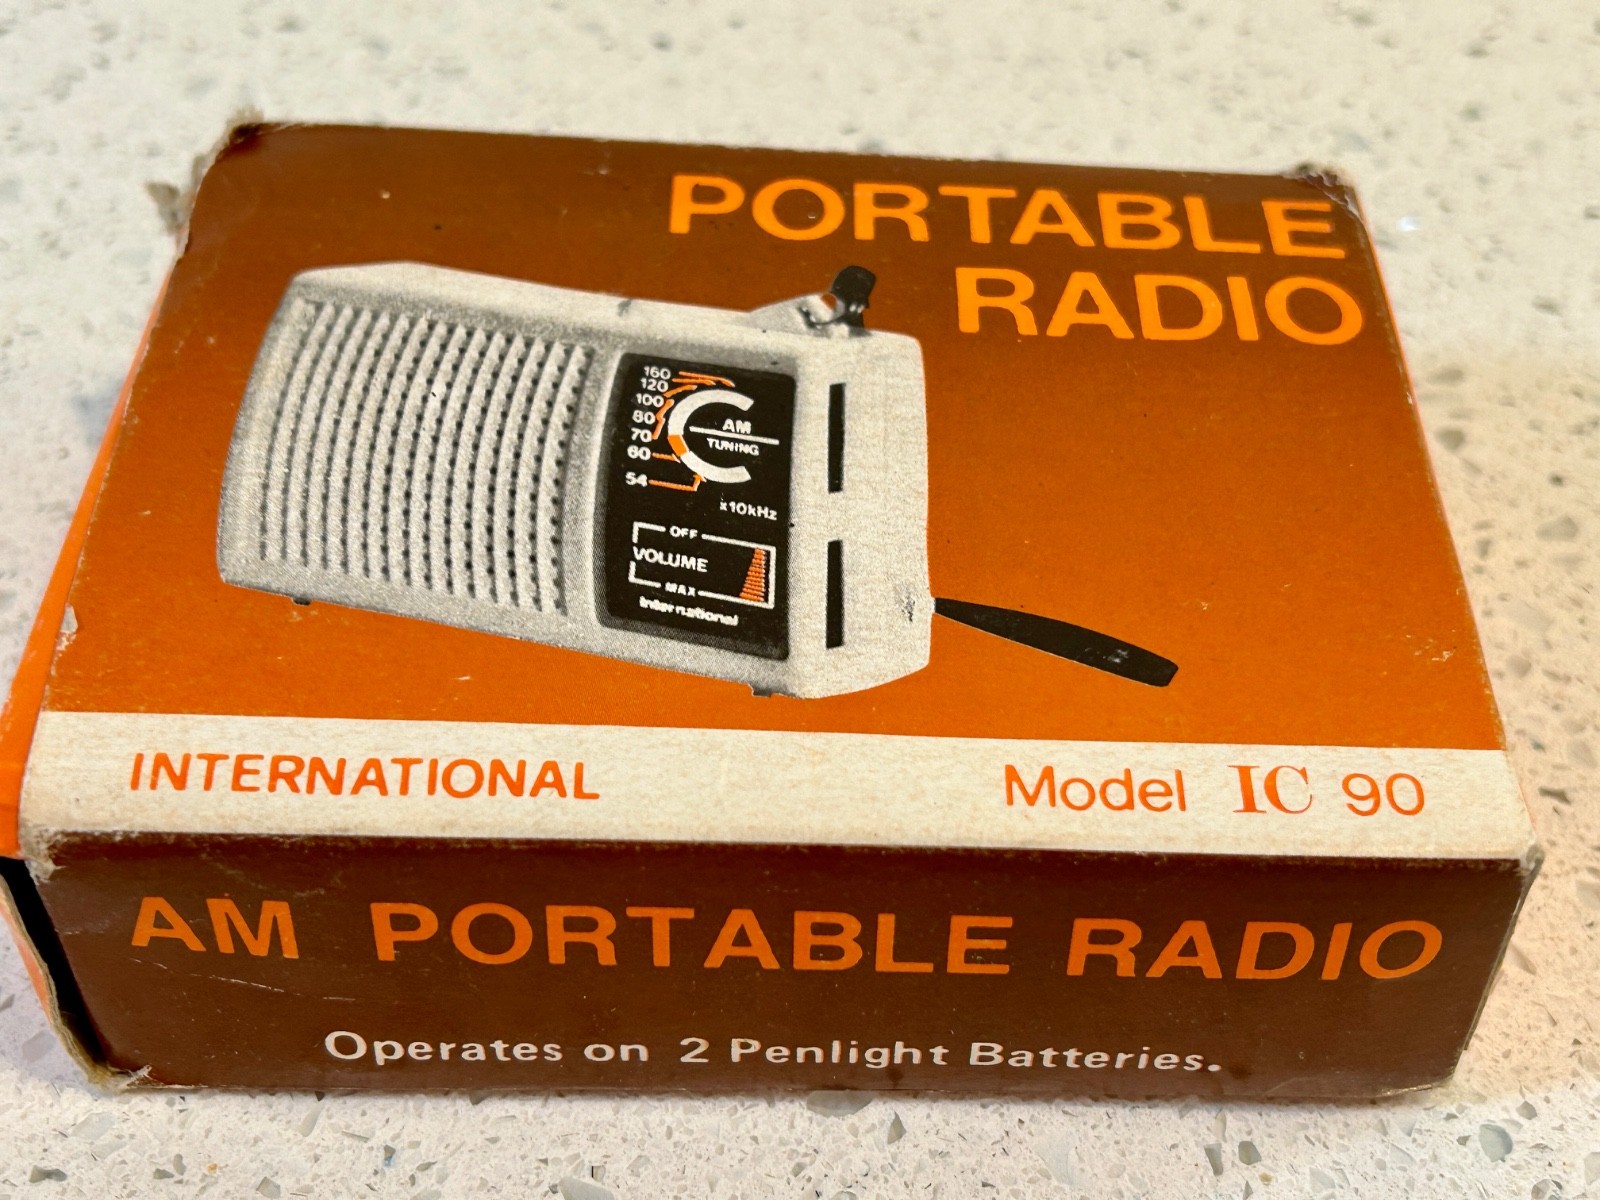 PORTABLE
RADIO
160
120
100
80
70
60
54
AM
TUNING
x10kHz
OFF
VOLUME
MAX
International
INTERNATIONAL
Model IC 90
AM PORTABLE RADIO
Operates on 2 Penlight Batteries.